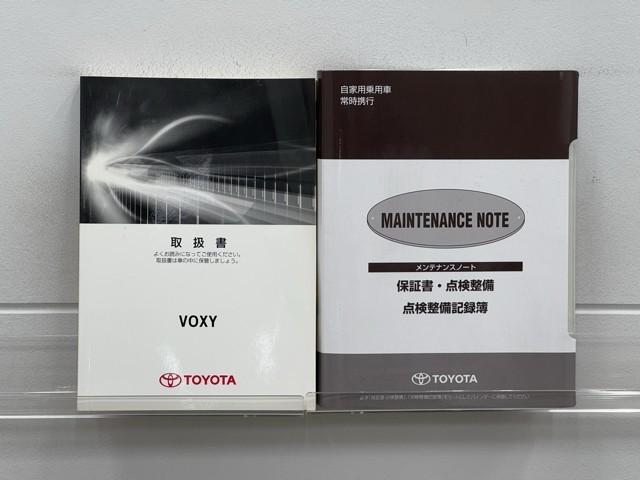 取扱書
よくお読みになってご使用ください。
取扱書は車の中に保管しましょう。
VOXY
TOYOTA
自家用乗用車
常時携行
MAINTENANCE NOTE
メンテナンスノート
保証書・点検整備
点検整備記録簿
TOYOTA